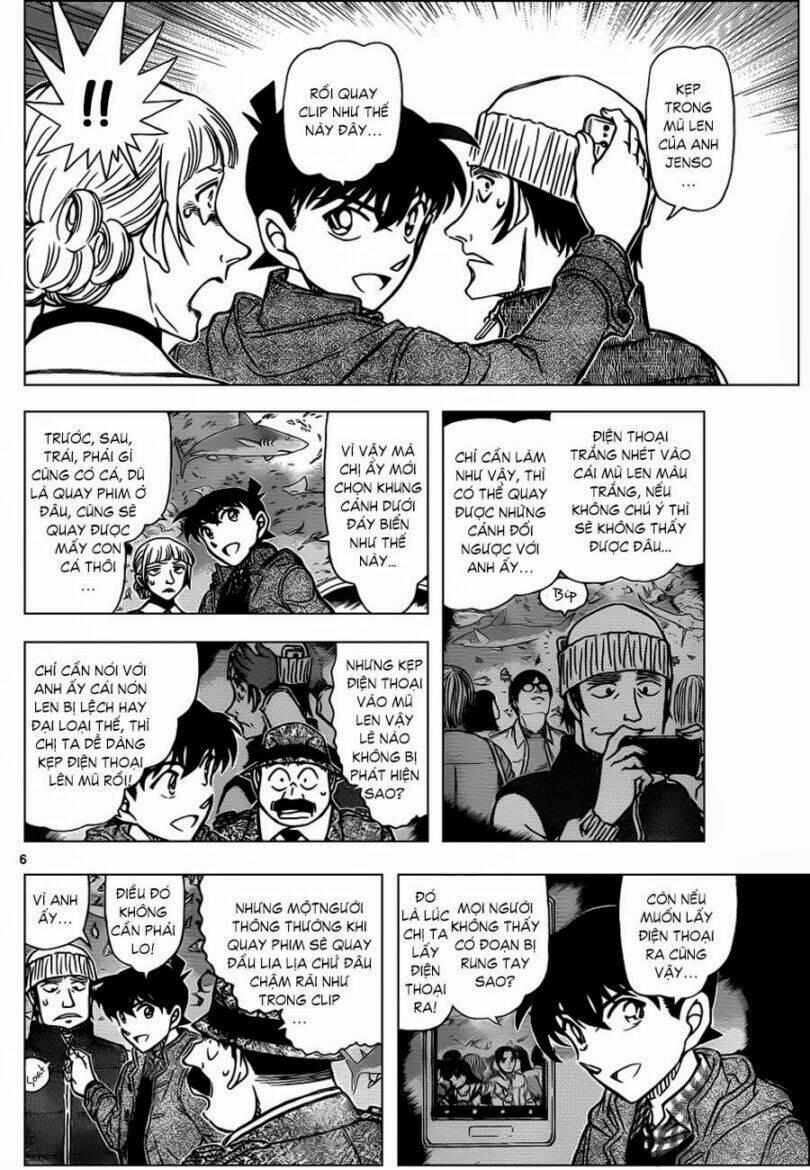 KẸP
TRONG
MŨ LEN
CỦA ANH
JENSO
...
RỒI QUAY
CLIP NHƯ THẾ
NÀY ĐÂY...
!!
ĐIỆN THOẠI
TRẮNG NHÉT VÀO
CÁI MŨ LEN MÀU
TRẮNG, NẾU
KHÔNG CHÚ Ý THÌ
SẼ KHÔNG THẤY
ĐƯỢC ĐÂU...
CHỈ CẦN LÀM
NHƯ VẬY, THÌ
CÓ THỂ QUAY
ĐƯỢC NHỮNG
CẢNH ĐỐI
NGƯỢC VỚI
ANH ẤY...
Bíp
VÌ VẬY MÀ
CHỊ ẤY MỚI
CHỌN KHUNG
CẢNH DƯỚI
ĐÁY BIỂN
NHƯ THẾ
NÀY...
TRƯỚC, SAU,
TRÁI, PHẢI GÌ
CŨNG CÓ CÁ, DÙ
LÀ QUAY PHIM Ở
ĐÂU, CŨNG SẼ
QUAY ĐƯỢC
MẤY CON
CÁ THÔI
...
NHƯNG KẸP
ĐIỆN THOẠI
VÀO MŨ
LEN VẬY
LẼ NÀO
KHÔNG BỊ
PHÁT HIỆN
SAO?
CHỈ CẦN NÓI VỚI
ANH ẤY CÁI NÓN
LEN BỊ LỆCH HAY
ĐẠI LOẠI THẾ, THÌ
CHỊ TA DỄ DÀNG
KẸP ĐIỆN THOẠI
LÊN MŨ RỒI!
6
CÒN NẾU
MUỐN LẤY
ĐIỆN THOẠI
RA CŨNG
VẬY...
MỌI NGƯỜI
KHÔNG THẤY
CÓ ĐOẠN BỊ
RUNG TAY
SAO?
ĐÓ
LÀ LÚC
CHỊ TA
LẤY
ĐIỆN
THOẠI
RA!
NHƯNG MỘTNGƯỜI
THÔNG THƯỜNG KHI
QUAY PHIM SẼ QUAY
ĐẦU LIA LỊA CHỨ ĐÂU
CHẬM RÃI NHƯ
TRONG CLIP
...
ĐIỀU ĐÓ
KHÔNG
CẦN PHẢI
LO!
VÌ ANH
ẤY...